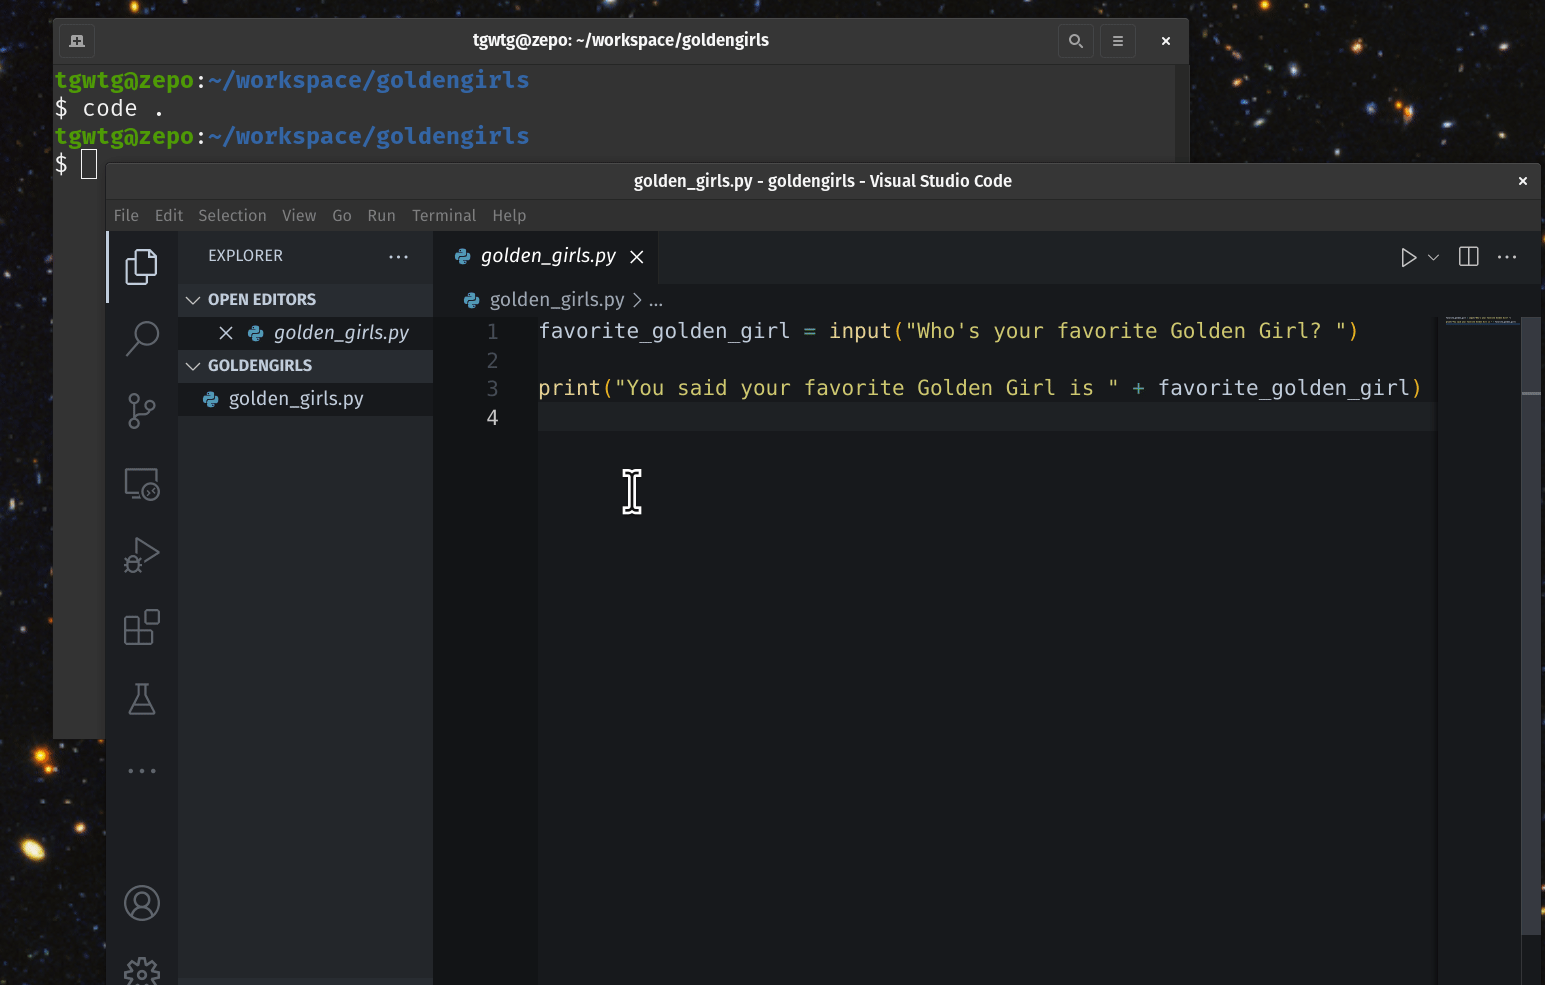 tgwtg@zepo: ~/workspace/goldengirls
tgwtg@zepo:~/workspace/goldengirls
$ code .
tgwtg@zepo:~/workspace/goldengirls
$
golden_girls.py - goldengirls - Visual Studio Code
File Edit Selection View Go Run Terminal Help
EXPLORER
OPEN EDITORS
golden_girls.py
GOLDENGIRLS
golden_girls.py
golden_girls.py
golden_girls.py > ...
1 favorite_golden_girl = input("Who's your favorite Golden Girl? ")
2
3 print("You said your favorite Golden Girl is " + favorite_golden_girl)
4